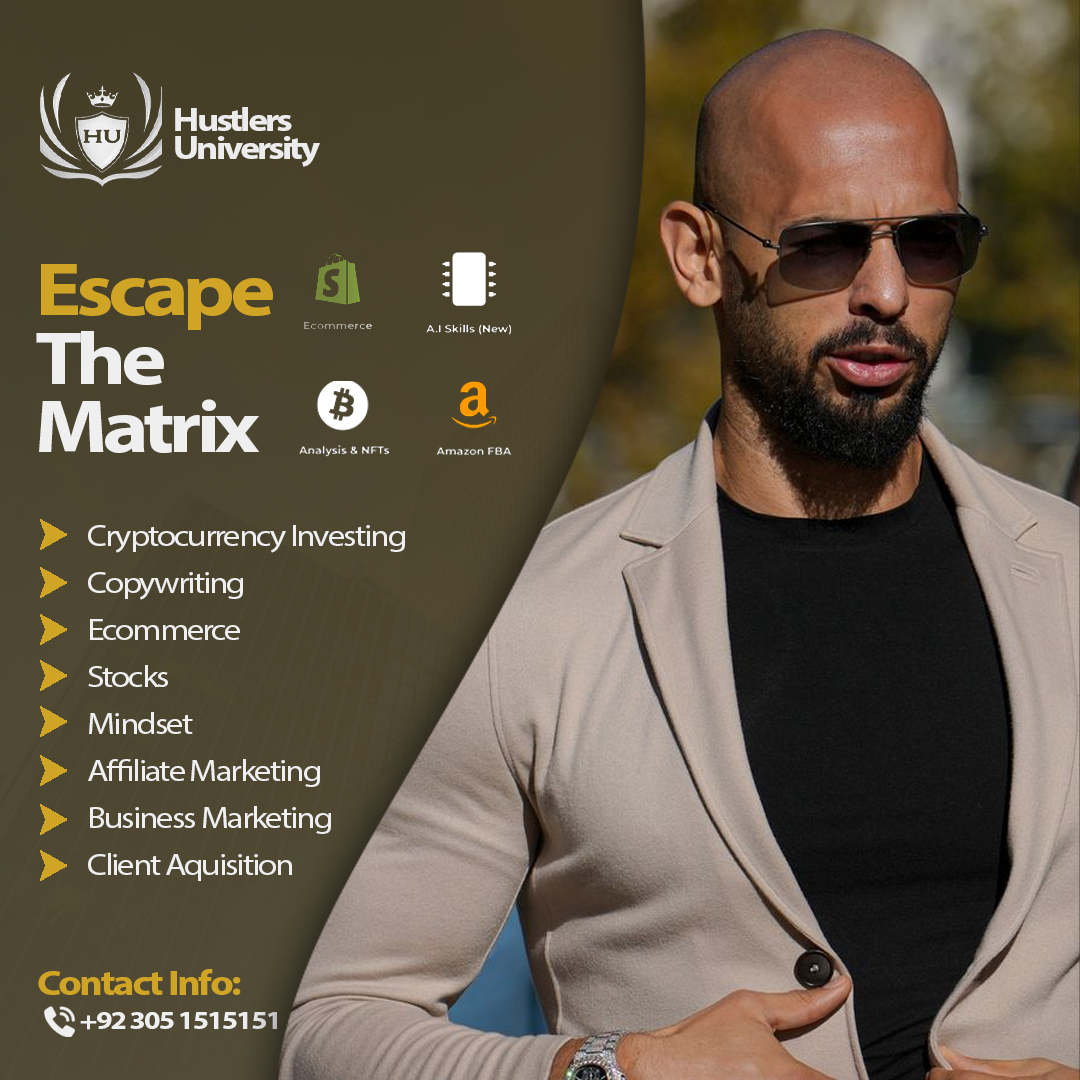 HU
Hustlers
University
Escape
The
Matrix
Ecommerce
A.I Skills (New)
Analysis & NFTs
Amazon FBA
Cryptocurrency Investing
Copywriting
Ecommerce
Stocks
Mindset
Affiliate Marketing
Business Marketing
Client Aquisition
Contact Info:
+92 305 1515151